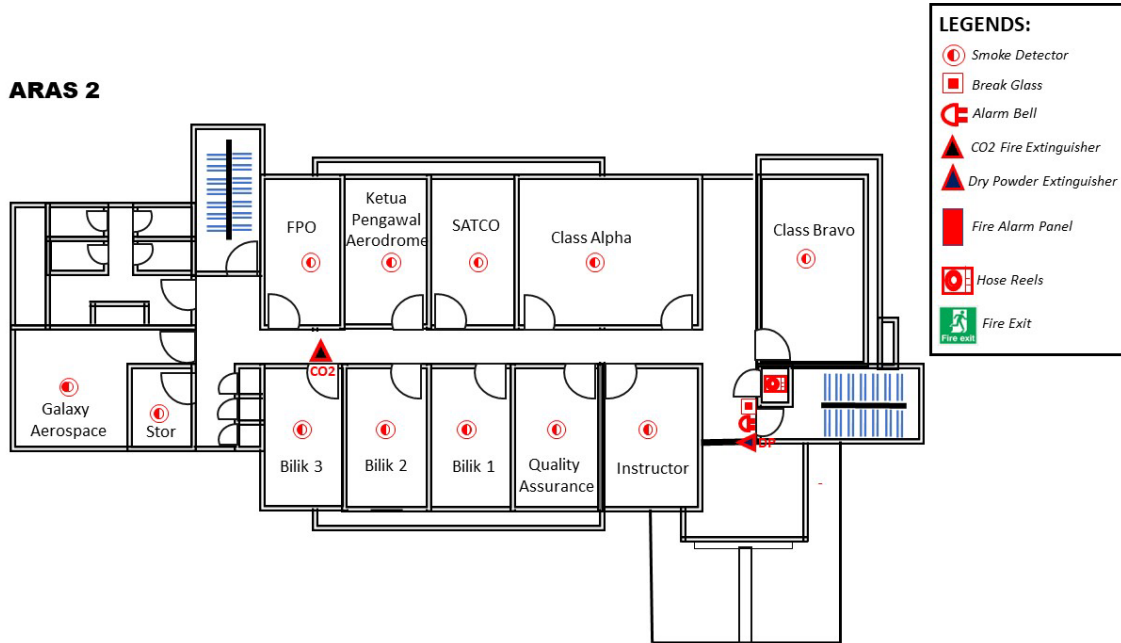 ARAS 2
FPO
Ketua
Pengawal
Aerodrome
SATCO
Class Alpha
Class Bravo
CO2
Galaxy
Aerospace
Stor
Bilik 3
Bilik 2
Bilik 1
Quality
Assurance
Instructor
DP
LEGENDS:
Smoke Detector
Break Glass
Alarm Bell
CO2 Fire Extinguisher
Dry Powder Extinguisher
Fire Alarm Panel
Hose Reels
Fire Exit
Fire exit